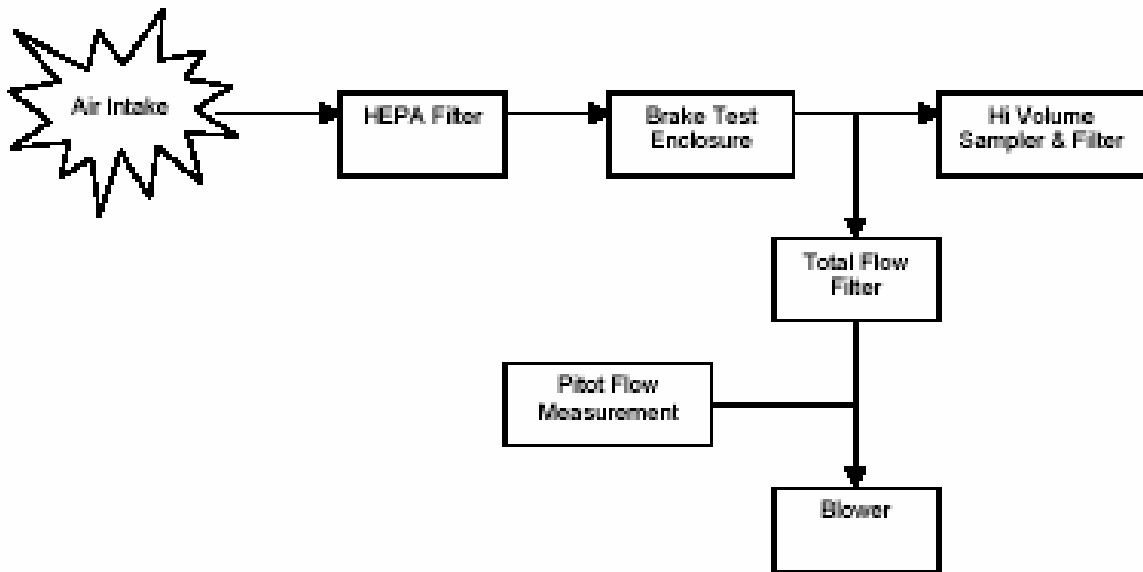 Air Intake
HEPA Filter
Brake Test
Enclosure
Hi Volume
Sampler & Filter
Total Flow
Filter
Pitot Flow
Measurement
Blower